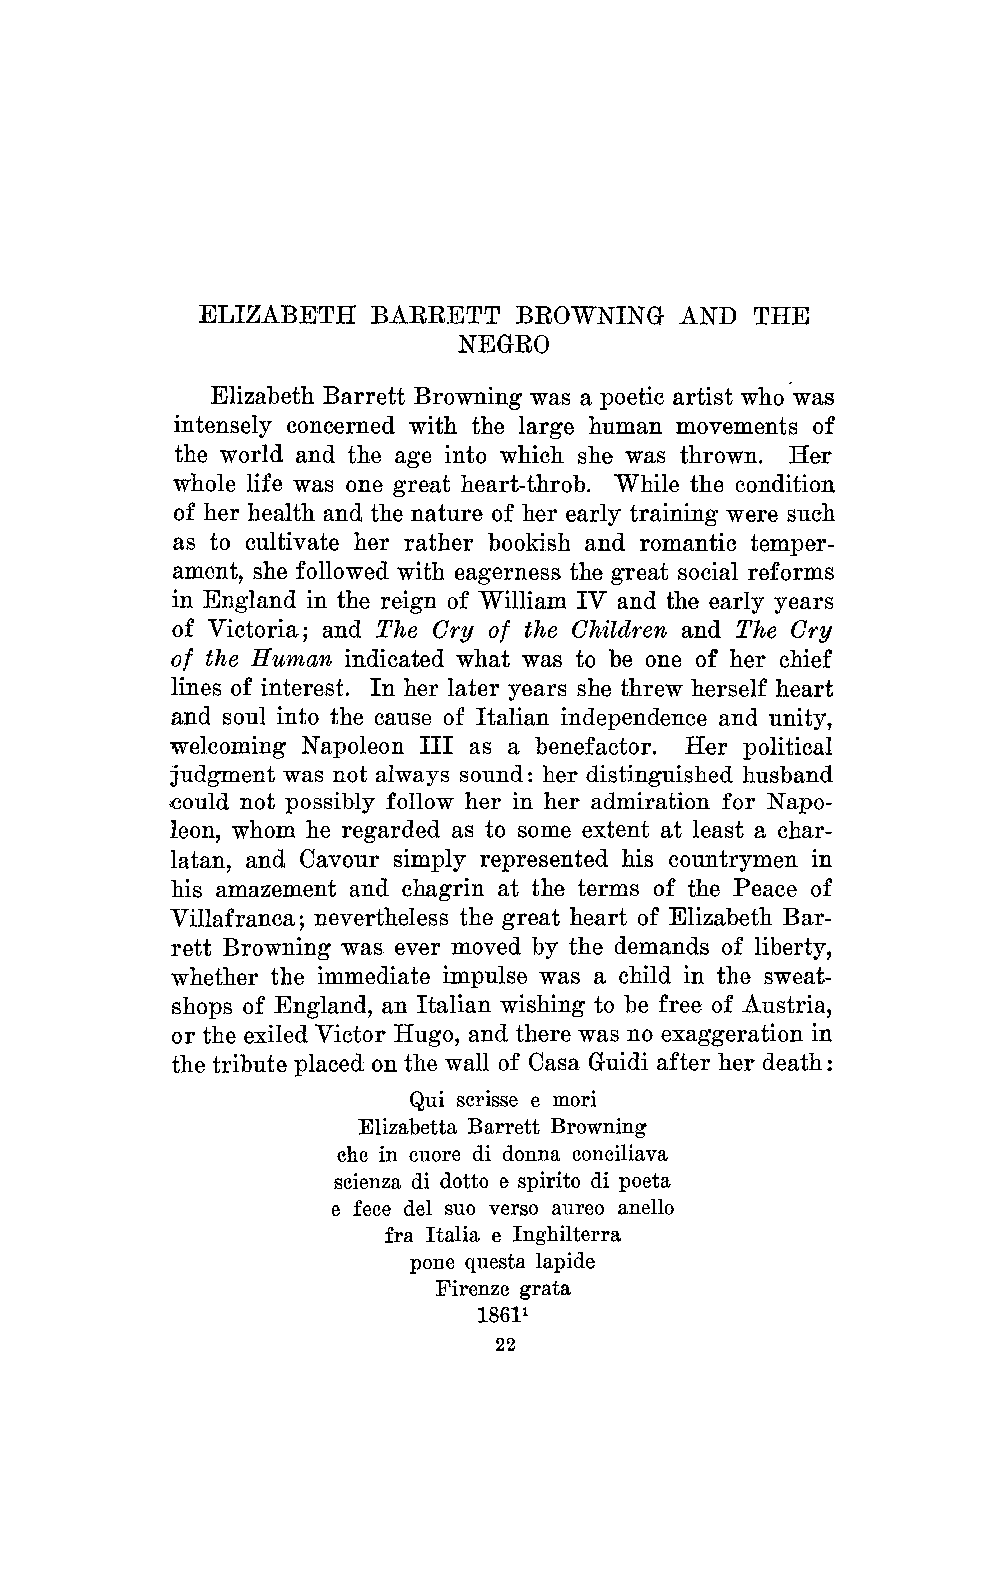 ELIZABETH BARRETT BROWNING AND THE
NEGRO
Elizabeth Barrett Browning was a poetic artist who was
intensely concerned with the large human movements of
the world and the age into which she was thrown. Her
whole life was one great heart-throb. While the condition
of her health and the nature of her early training were such
as to cultivate her rather bookish and romantic temper-
ament, she followed with eagerness the great social reforms
in England in the reign of William IV and the early years
of Victoria; and The Cry of the Children and The Cry
of the Human indicated what was to be one of her chief
lines of interest. In her later years she threw herself heart
and soul into the cause of Italian independence and unity,
welcoming Napoleon III as a benefactor. Her political
judgment was not always sound: her distinguished husband
could not possibly follow her in her admiration for Napo-
leon, whom he regarded as to some extent at least a char-
latan, and Cavour simply represented his countrymen in
his amazement and chagrin at the terms of the Peace of
Villafranca; nevertheless the great heart of Elizabeth Bar-
rett Browning was ever moved by the demands of liberty,
whether the immediate impulse was a child in the sweat-
shops of England, an Italian wishing to be free of Austria,
or the exiled Victor Hugo, and there was no exaggeration in
the tribute placed on the wall of Casa Guidi after her death:
Qui scrisse e mori
Elizabetta Barrett Browning
che in cuore di donna conciliava
scienza di dotto e spirito di poeta
e fece del suo verso aureo anello
fra Italia e Inghilterra
pone questa lapide
Firenze grata
1861¹
22